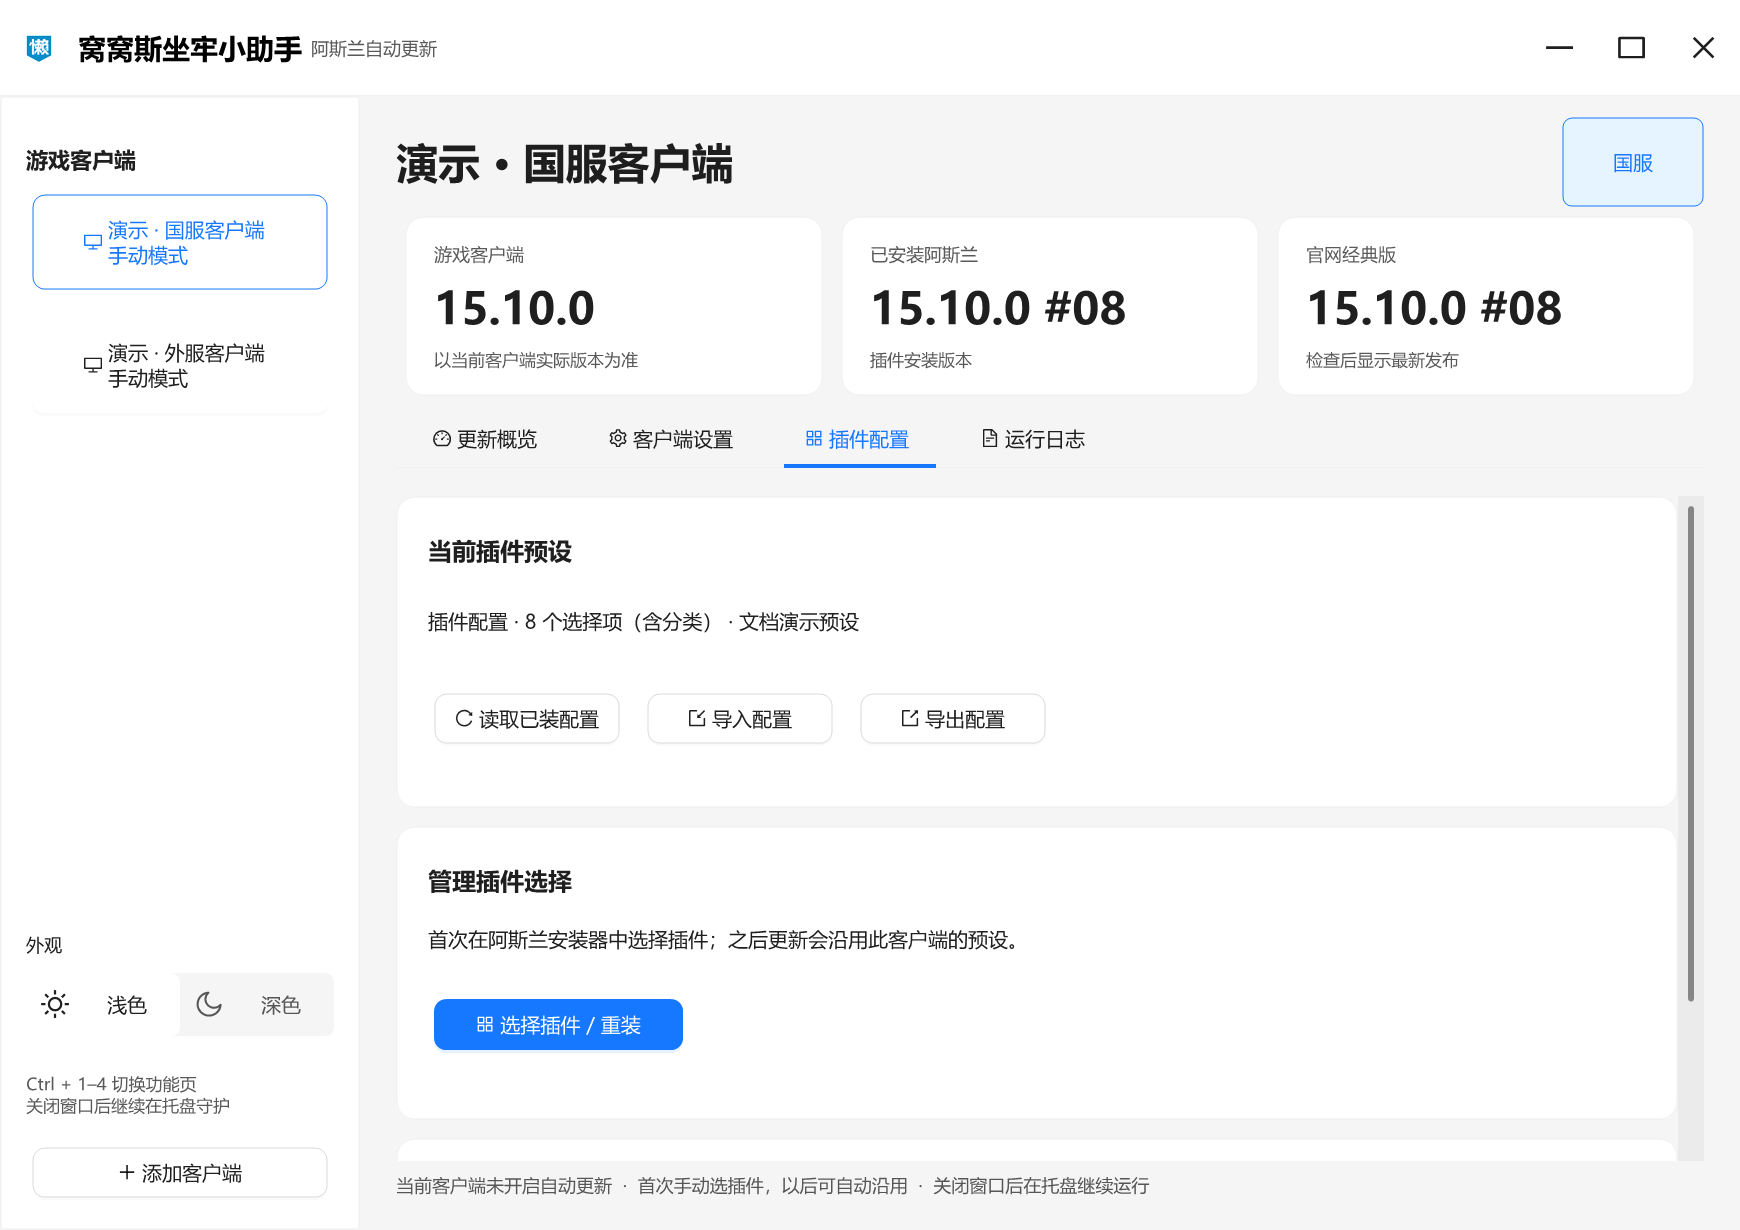 懒
窝窝斯坐牢小助手 阿斯兰自动更新
游戏客户端
演示 · 国服客户端
手动模式
演示 · 外服客户端
手动模式
外观
浅色
深色
Ctrl + 1–4 切换功能页
关闭窗口后继续在托盘守护
添加客户端
演示 · 国服客户端
国服
游戏客户端
15.10.0
以当前客户端实际版本为准
已安装阿斯兰
15.10.0 #08
插件安装版本
官网经典版
15.10.0 #08
检查后显示最新发布
更新概览
客户端设置
插件配置
运行日志
当前插件预设
插件配置 · 8 个选择项（含分类） · 文档演示预设
读取已装配置
导入配置
导出配置
管理插件选择
首次在阿斯兰安装器中选择插件；之后更新会沿用此客户端的预设。
选择插件 / 重装
当前客户端未开启自动更新 · 首次手动选插件，以后可自动沿用 · 关闭窗口后在托盘继续运行